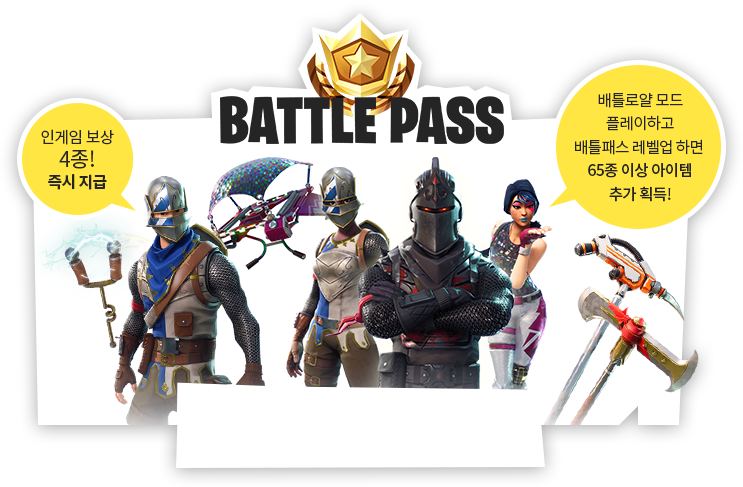 BATTLE PASS
인게임 보상
4종!
즉시 지급
배틀로얄 모드
플레이하고
배틀패스 레벨업 하면
65종 이상 아이템
추가 획득!